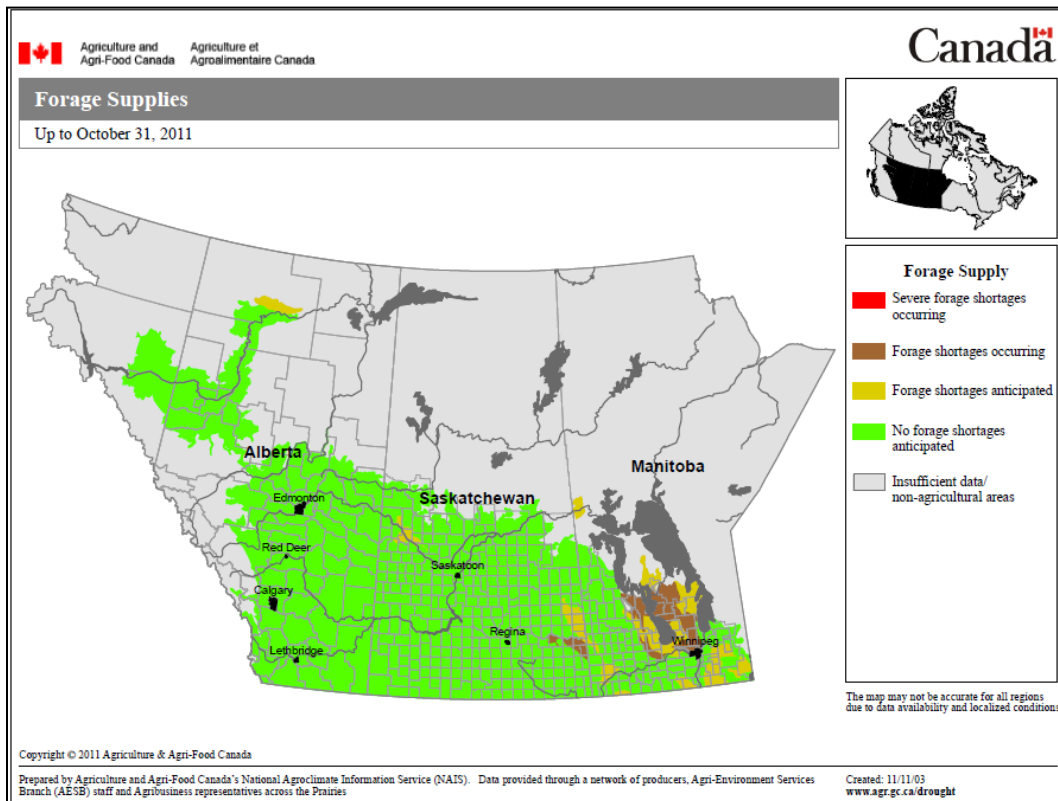 Agriculture and
Agri-Food Canada
Agriculture et
Agroalimentaire Canada
Canada
Forage Supplies
Up to October 31, 2011
Forage Supply
Severe forage shortages
occurring
Forage shortages occurring
Forage shortages anticipated
No forage shortages
anticipated
Insufficient data/
non-agricultural areas
Alberta
Saskatchewan
Manitoba
Edmonton
Red Deer
Saskatoon
Calgary
Regina
Winnipeg
Lethbridge
The map may not be accurate for all regions
due to data availability and localized conditions
Copyright © 2011 Agriculture & Agri-Food Canada
Prepared by Agriculture and Agri-Food Canada's National Agroclimate Information Service (NAIS). Data provided through a network of producers, Agri-Environment Services
Branch (AESB) staff and Agribusiness representatives across the Prairies
Created: 11/11/03
www.agr.gc.ca/drought